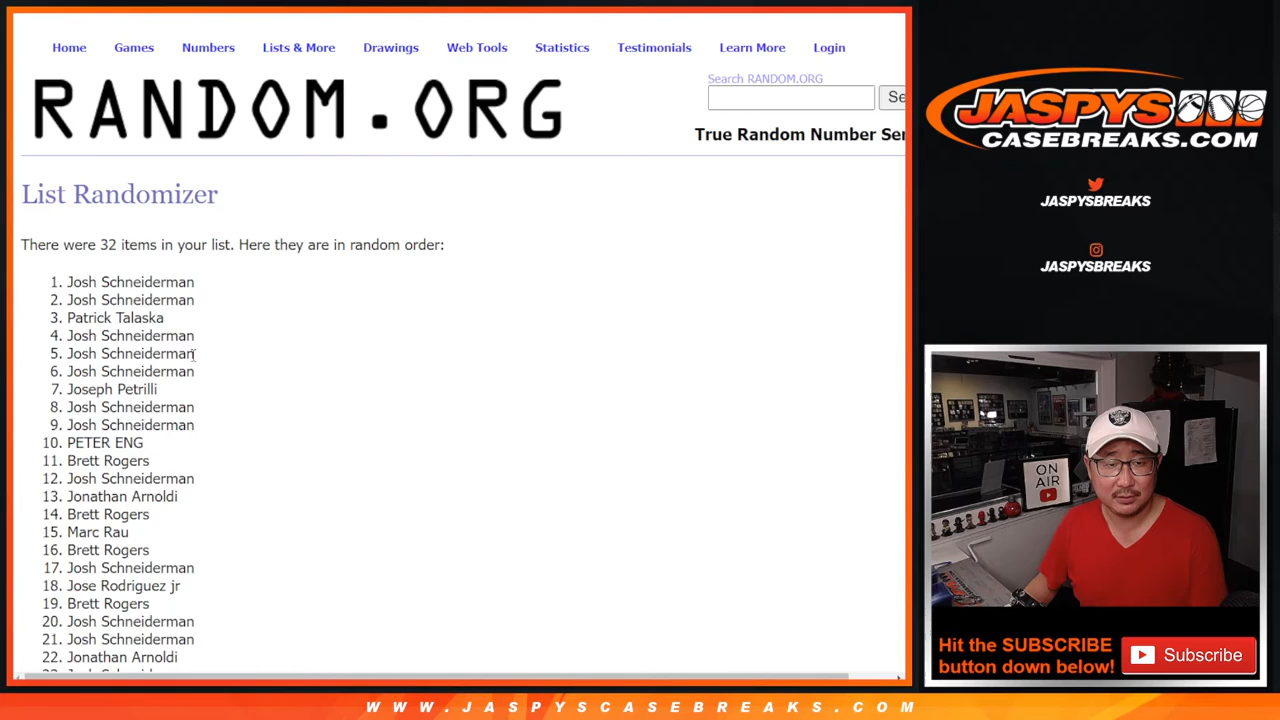 Home Games Numbers Lists & More Drawings Web Tools Statistics Testimonials Learn More Login
RANDOM.ORG
Search RANDOM.ORG
Se
True Random Number Ser
List Randomizer
There were 32 items in your list. Here they are in random order:
1. Josh Schneiderman
2. Josh Schneiderman
3. Patrick Talaska
4. Josh Schneiderman
5. Josh Schneiderman
6. Josh Schneiderman
7. Joseph Petrilli
8. Josh Schneiderman
9. Josh Schneiderman
10. PETER ENG
11. Brett Rogers
12. Josh Schneiderman
13. Jonathan Arnoldi
14. Brett Rogers
15. Marc Rau
16. Brett Rogers
17. Josh Schneiderman
18. Jose Rodriguez jr
19. Brett Rogers
20. Josh Schneiderman
21. Josh Schneiderman
22. Jonathan Arnoldi
JASPYS
CASEBREAKS.COM
JASPYSBREAKS
JASPYSBREAKS
ON
AIR
Hit the SUBSCRIBE
button down below!
Subscribe
WWW.JASPYSCASEBREAKS.COM